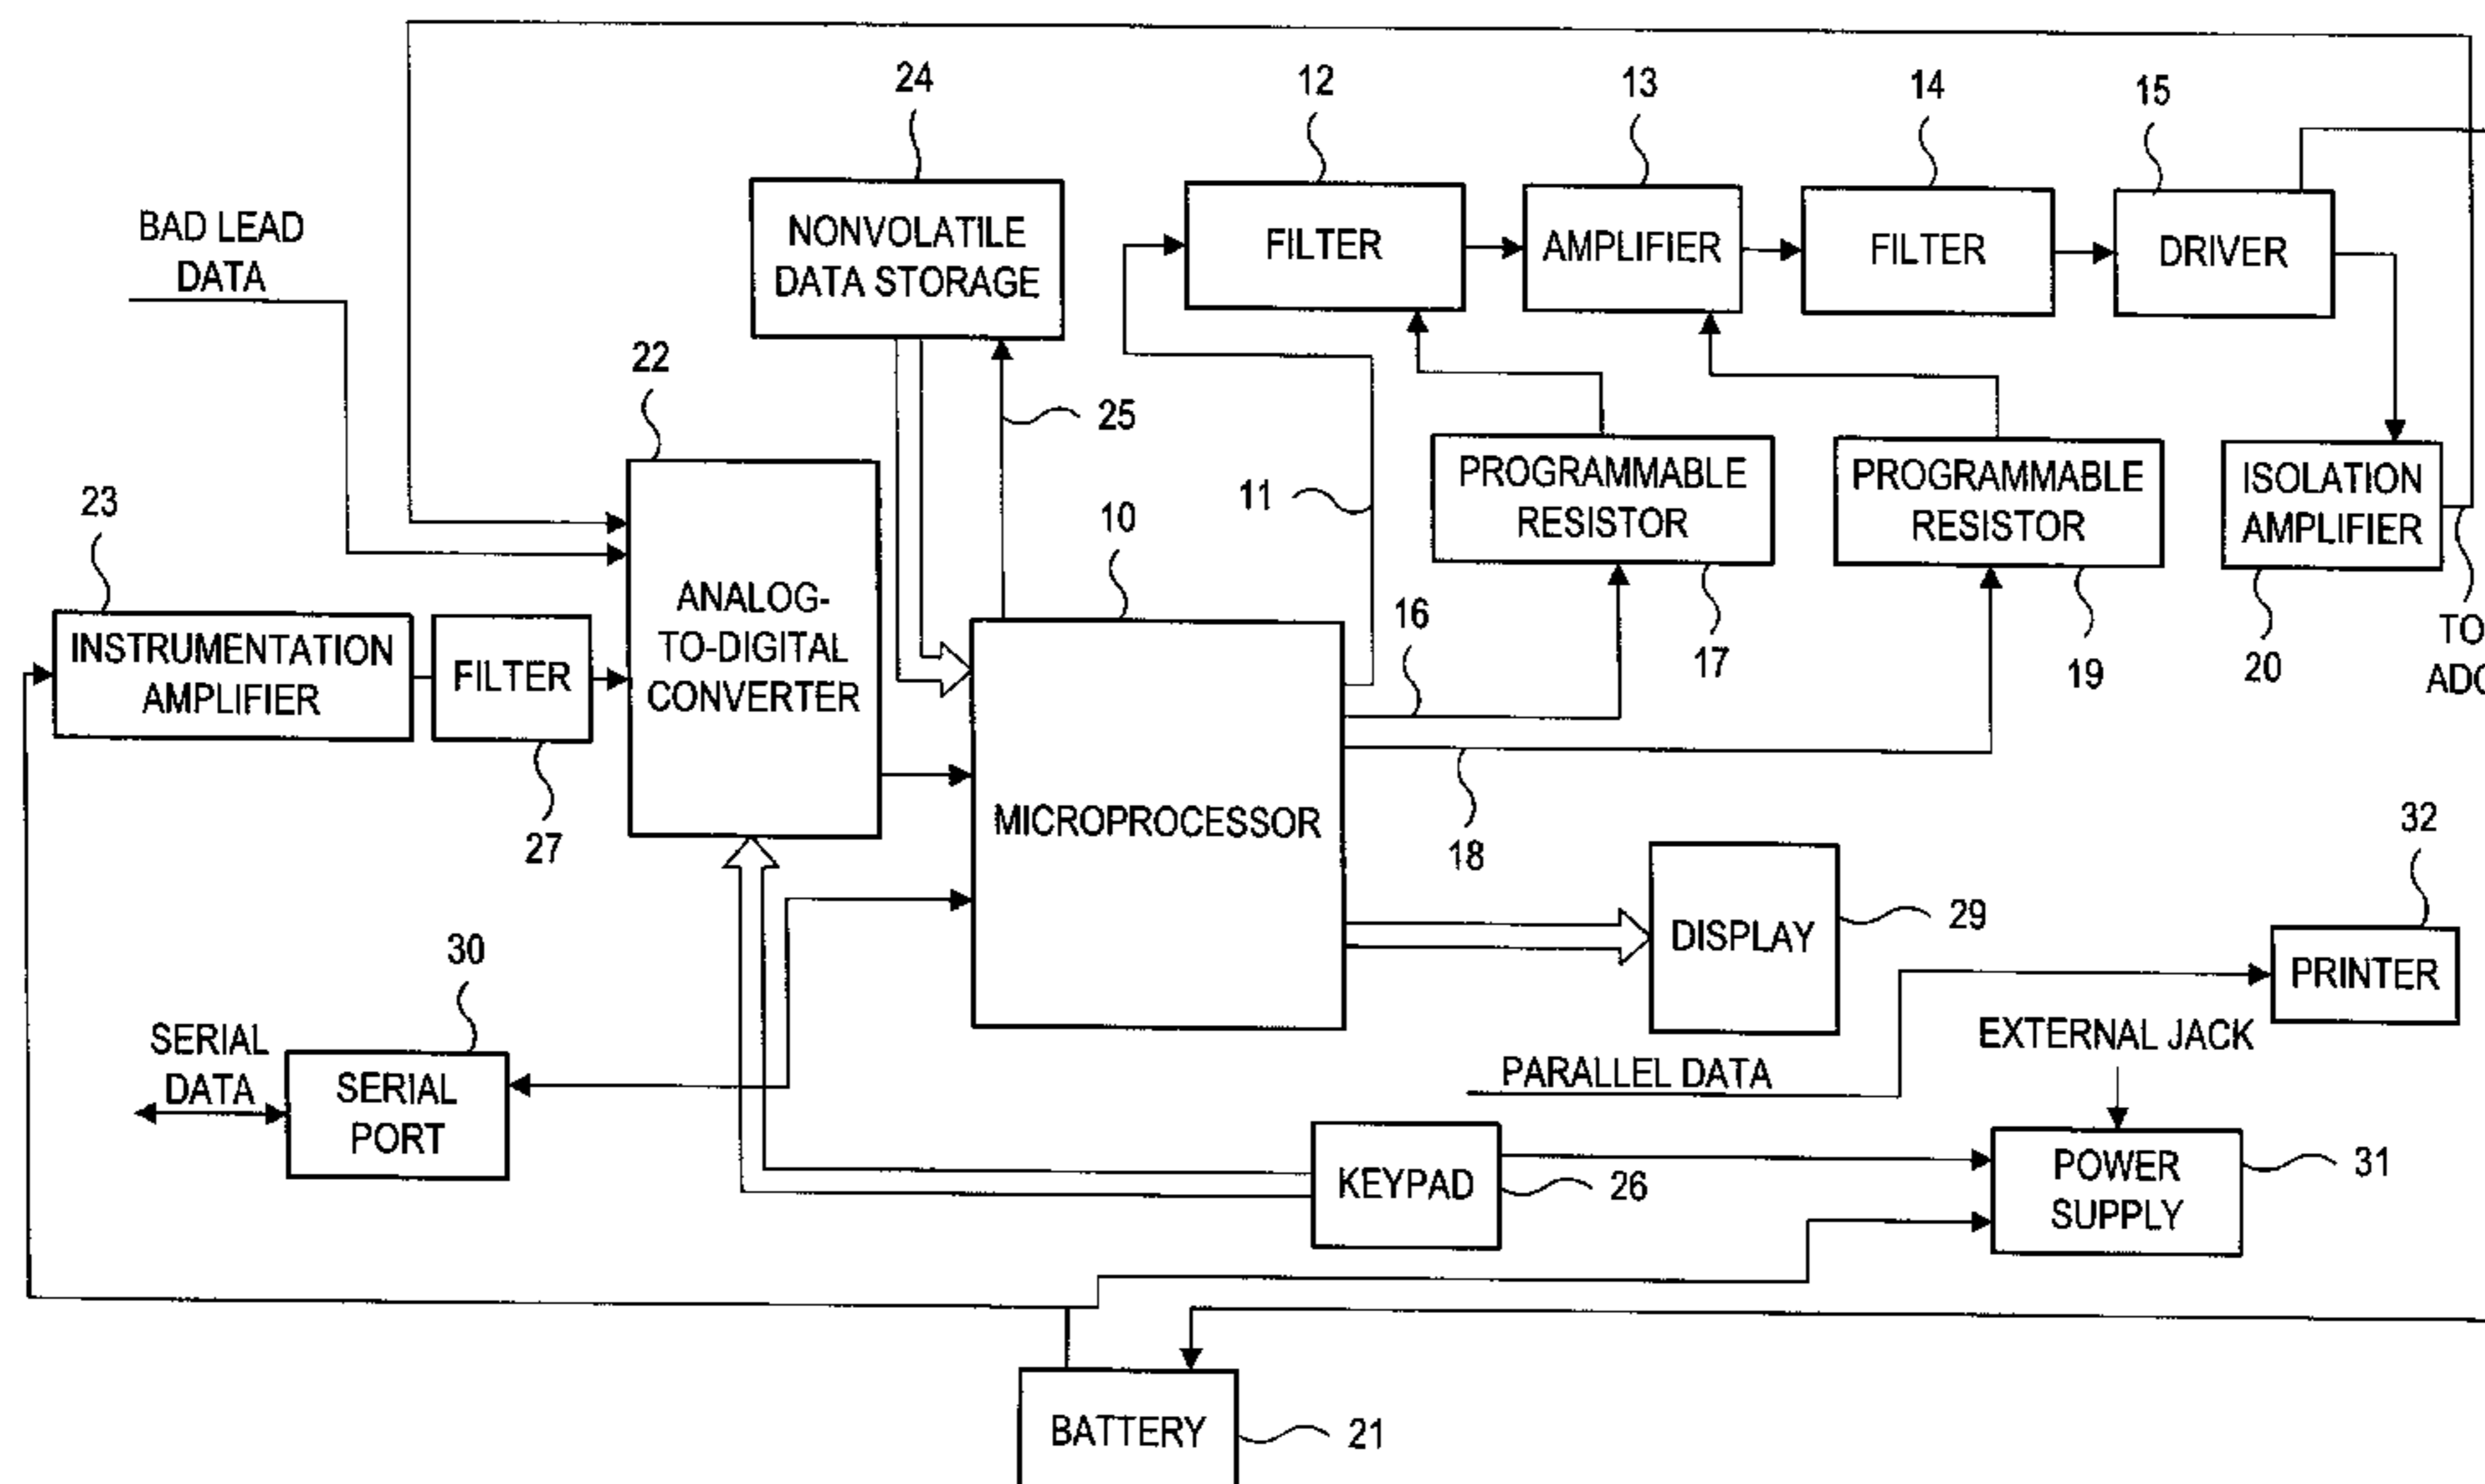 24
12
13
14
15
BAD LEAD
DATA
NONVOLATILE
DATA STORAGE
FILTER
AMPLIFIER
FILTER
DRIVER
22
25
23
10
11
PROGRAMMABLE
RESISTOR
PROGRAMMABLE
RESISTOR
ISOLATION
AMPLIFIER
ANALOG-
TO-DIGITAL
CONVERTER
INSTRUMENTATION
AMPLIFIER
FILTER
16
17
19
20
TO
ADC
27
MICROPROCESSOR
18
32
30
DISPLAY
29
PRINTER
SERIAL
DATA
SERIAL
PORT
EXTERNAL JACK
PARALLEL DATA
KEYPAD
26
POWER
SUPPLY
31
BATTERY
21